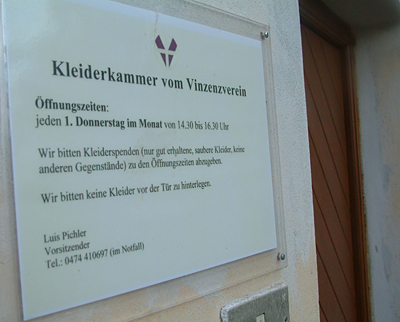 Kleiderkammer vom Vinzenzverein
Öffnungszeiten:
jeden 1. Donnerstag im Monat von 14.30 bis 16.30 Uhr
Wir bitten Kleiderspenden (nur gut erhaltene, saubere Kleider, keine
anderen Gegenstände) zu den Öffnungszeiten abzugeben.
Wir bitten keine Kleider vor der Tür zu hinterlegen.
Luis Pichler
Vorsitzender
Tel.: 0474 410697 (im Notfall)